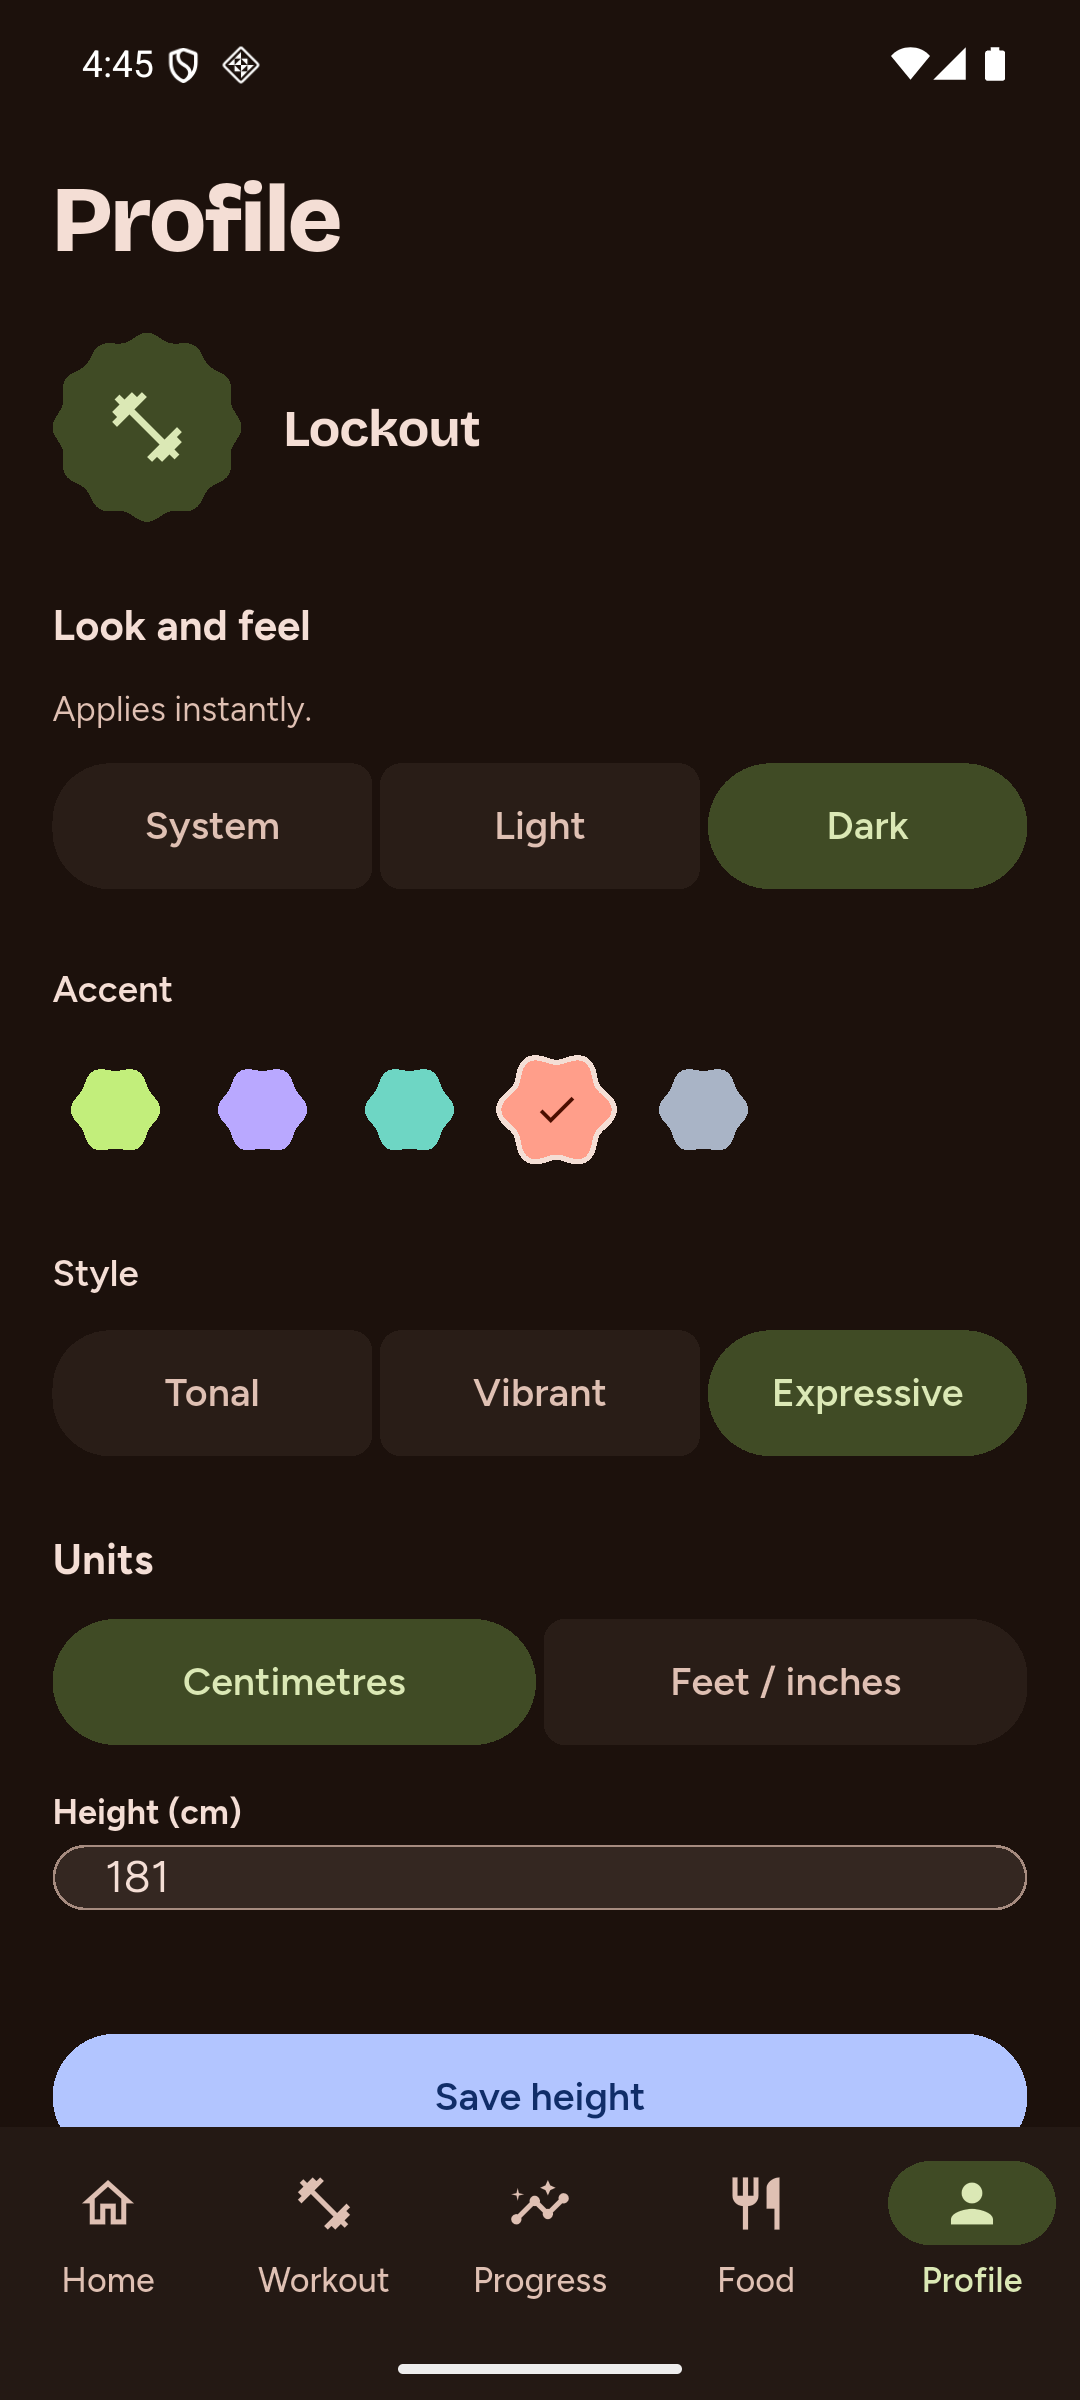 4:45
Profile
Lockout
Look and feel
Applies instantly.
System
Light
Dark
Accent
Style
Tonal
Vibrant
Expressive
Units
Centimetres
Feet / inches
Height (cm)
181
Save height
Home
Workout
Progress
Food
Profile